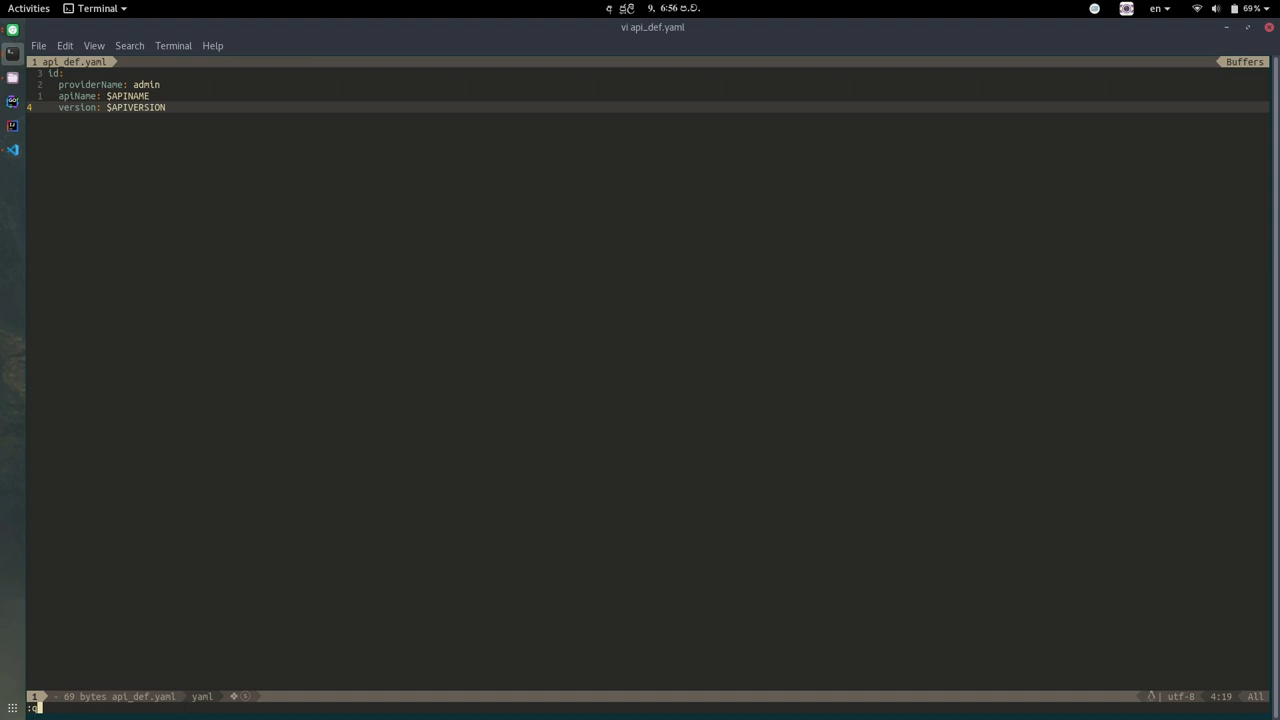 Activities Terminal අ ජූලි 9, 6:56 ප.ව. en 69%
vi api_def.yaml
File Edit View Search Terminal Help
1 api_def.yaml Buffers
3 id:
2 providerName: admin
1 apiName: $APINAME
4 version: $APIVERSION
1 - 69 bytes api_def.yaml yaml utf-8 4:19 All
:q